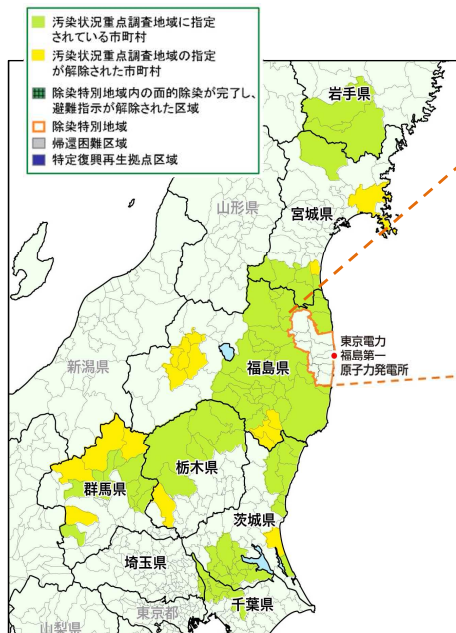 汚染状況重点調査地域に指定
されている市町村
汚染状況重点調査地域の指定
が解除された市町村
除染特別地域内の面的除染が完了し、
避難指示が解除された区域
除染特別地域
帰還困難区域
特定復興再生拠点区域
岩手県
山形県
宮城県
東京電力
福島第一
原子力発電所
新潟県
福島県
栃木県
群馬県
茨城県
埼玉県
東京都
千葉県
山梨県